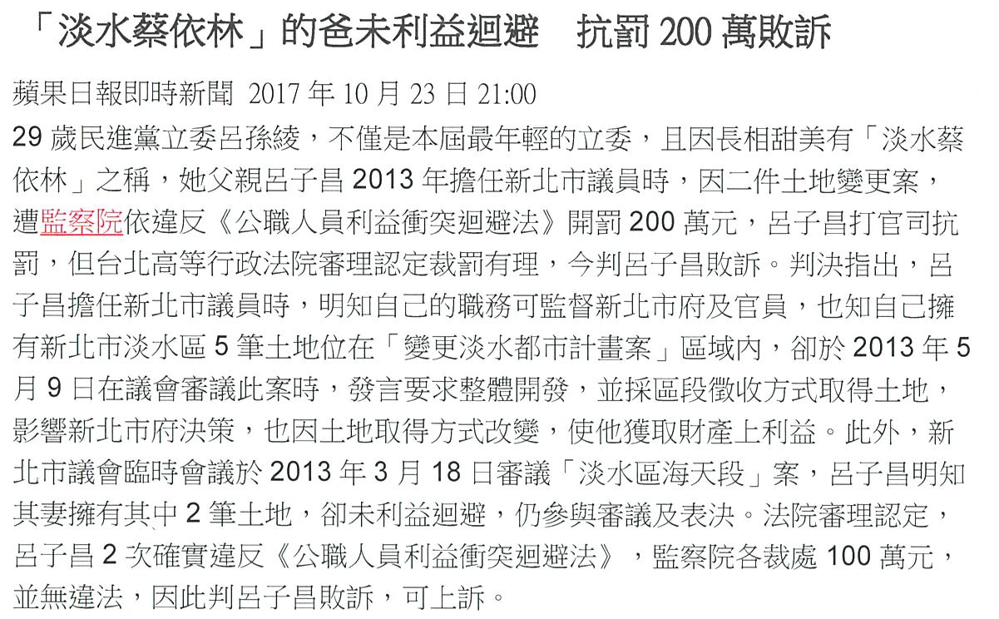 「淡水蔡依林」的爸未利益迴避　抗罰 200 萬敗訴
蘋果日報即時新聞 2017 年 10 月 23 日 21:00
29 歲民進黨立委呂孫綾，不僅是本屆最年輕的立委，且因長相甜美有「淡水蔡
依林」之稱，她父親呂子昌 2013 年擔任新北市議員時，因二件土地變更案，
遭監察院依違反《公職人員利益衝突迴避法》開罰 200 萬元，呂子昌打官司抗
罰，但台北高等行政法院審理認定裁罰有理，今判呂子昌敗訴。判決指出，呂
子昌擔任新北市議員時，明知自己的職務可監督新北市府及官員，也知自己擁
有新北市淡水區 5 筆土地位在「變更淡水都市計畫案」區域內，卻於 2013 年 5
月 9 日在議會審議此案時，發言要求整體開發，並採區段徵收方式取得土地，
影響新北市府決策，也因土地取得方式改變，使他獲取財產上利益。此外，新
北市議會臨時會議於 2013 年 3 月 18 日審議「淡水區海天段」案，呂子昌明知
其妻擁有其中 2 筆土地，卻未利益迴避，仍參與審議及表決。法院審理認定，
呂子昌 2 次確實違反《公職人員利益衝突迴避法》，監察院各裁處 100 萬元，
並無違法，因此判呂子昌敗訴，可上訴。